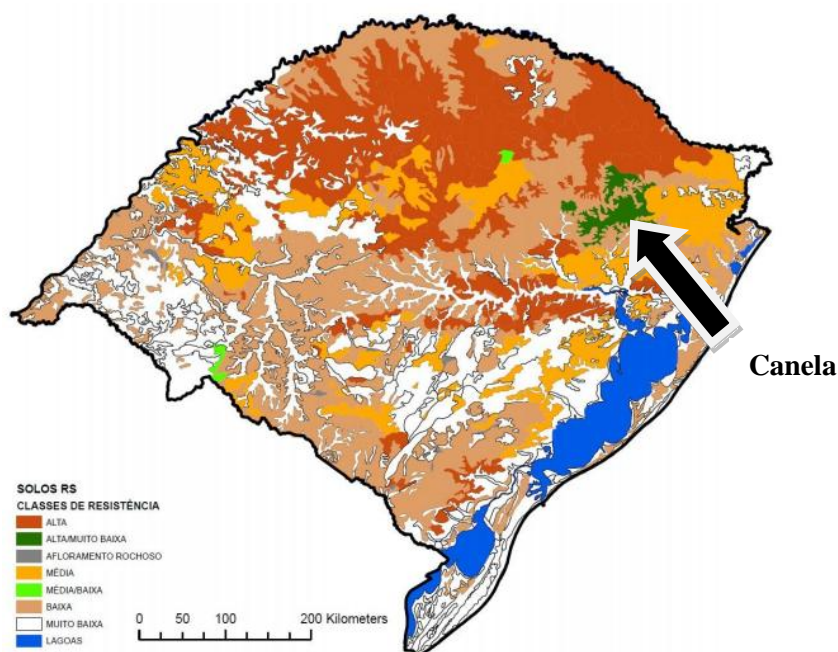 Canela
SOLOS RS
CLASSES DE RESISTÊNCIA
ALTA
ALTA/MUITO BAIXA
AFLORAMENTO ROCHOSO
MÉDIA
MÉDIA/BAIXA
BAIXA
MUITO BAIXA
LAGOAS
0 50 100 200 Kilometers